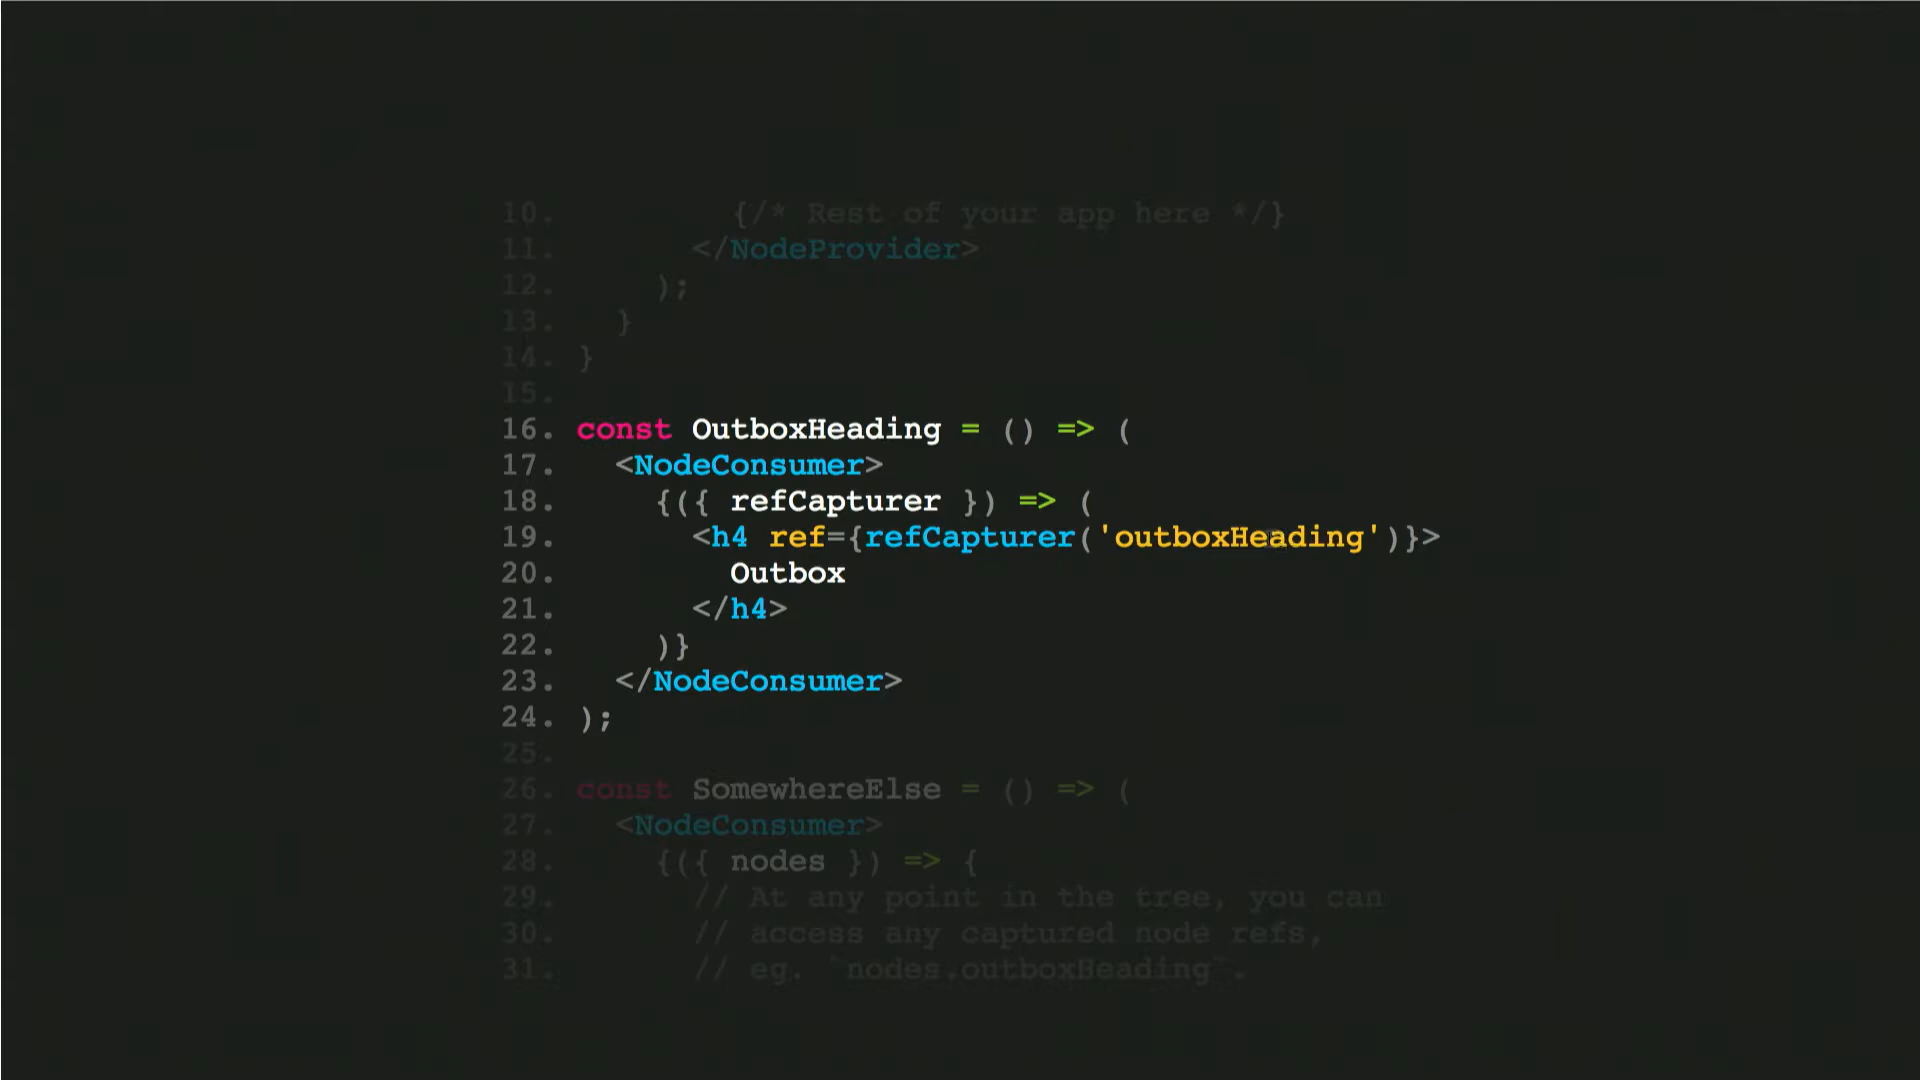 10.         {/* Rest of your app here */}
11.       </NodeProvider>
12.     );
13.   }
14. }
15.
16. const OutboxHeading = () => (
17.   <NodeConsumer>
18.     {({ refCapturer }) => (
19.       <h4 ref={refCapturer('outboxHeading')}>
20.         Outbox
21.       </h4>
22.     )}
23.   </NodeConsumer>
24. );
25.
26. const SomewhereElse = () => (
27.   <NodeConsumer>
28.     {({ nodes }) => {
29.       // At any point in the tree, you can
30.       // access any captured node refs,
31.       // eg. `nodes.outboxHeading`.